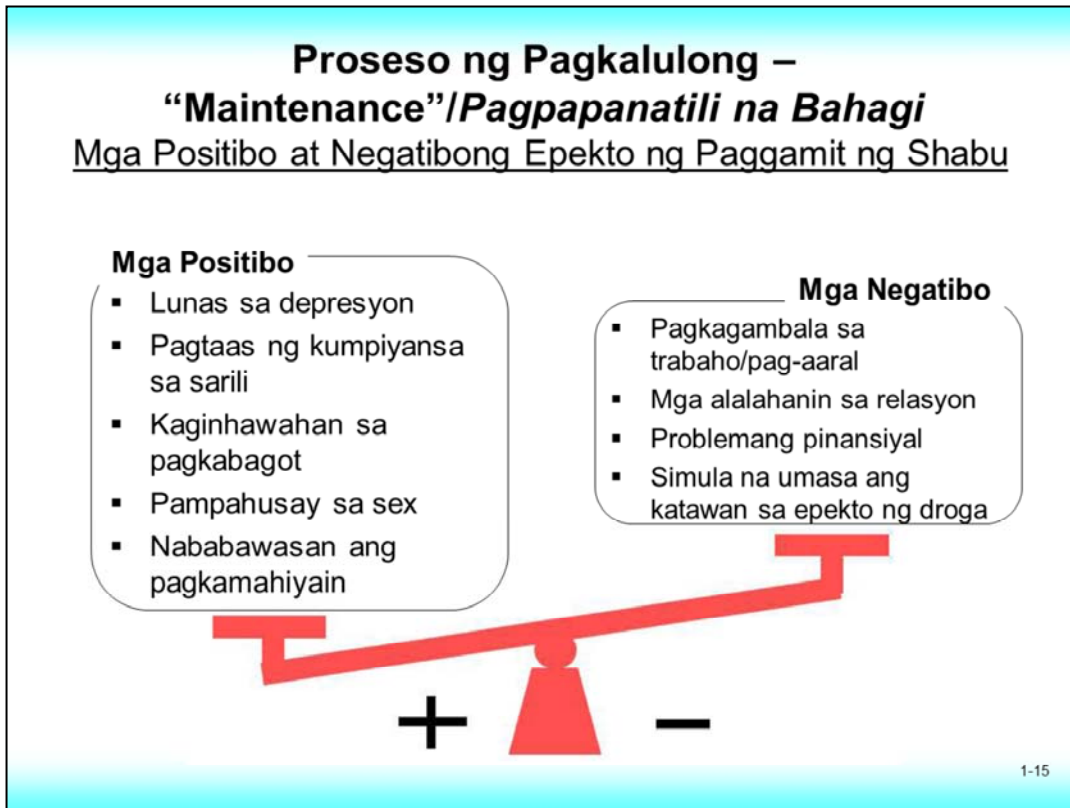 Proseso ng Pagkalulong –
“Maintenance”/Pagpapanatili na Bahagi
Mga Positibo at Negatibong Epekto ng Paggamit ng Shabu
Mga Positibo
▪ Lunas sa depresyon
▪ Pagtaas ng kumpiyansa
sa sarili
▪ Kaginhawahan sa
pagkabagot
▪ Pampahusay sa sex
▪ Nababawasan ang
pagkamahiyain
Mga Negatibo
▪ Pagkagambala sa
trabaho/pag-aaral
▪ Mga alalahanin sa relasyon
▪ Problemang pinansiyal
▪ Simula na umasa ang
katawan sa epekto ng droga
+ –
1-15